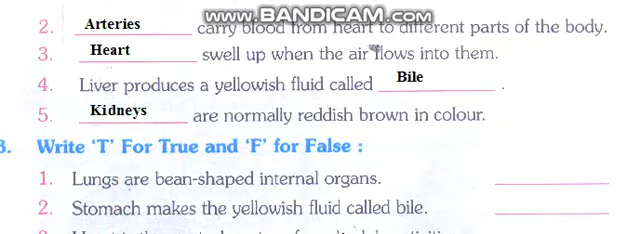 WWW.BANDICAM.COM
2. Arteries carry blood from heart to different parts of the body.
3. Heart swell up when the air flows into them.
4. Liver produces a yellowish fluid called Bile .
5. Kidneys are normally reddish brown in colour.
3. Write 'T' For True and 'F' for False :
1. Lungs are bean-shaped internal organs.
2. Stomach makes the yellowish fluid called bile.